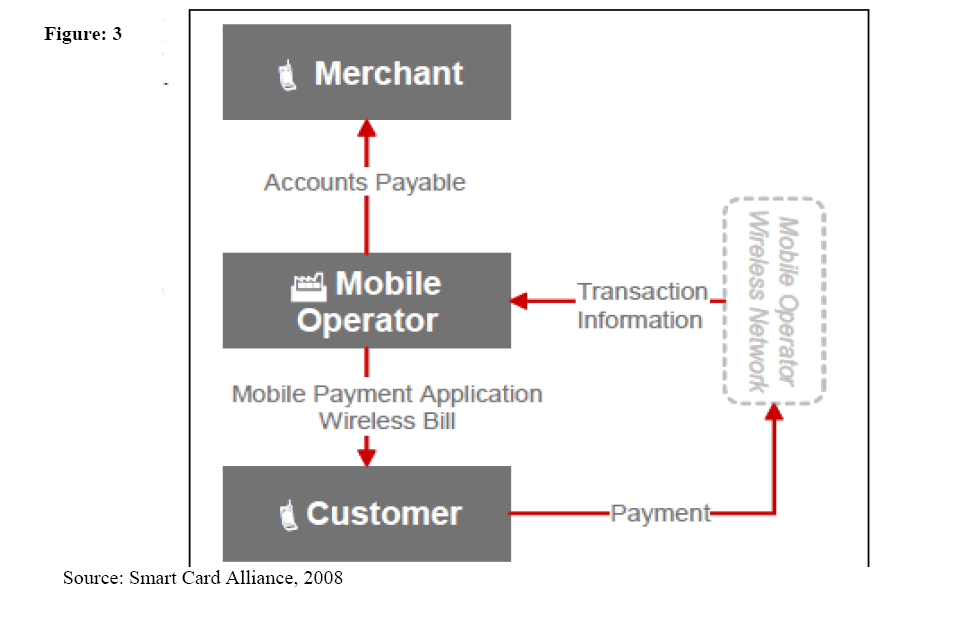 Figure: 3
Merchant
Accounts Payable
Mobile
Operator
Transaction
Information
Mobile Operator
Wireless Network
Mobile Payment Application
Wireless Bill
Customer
Payment
Source: Smart Card Alliance, 2008